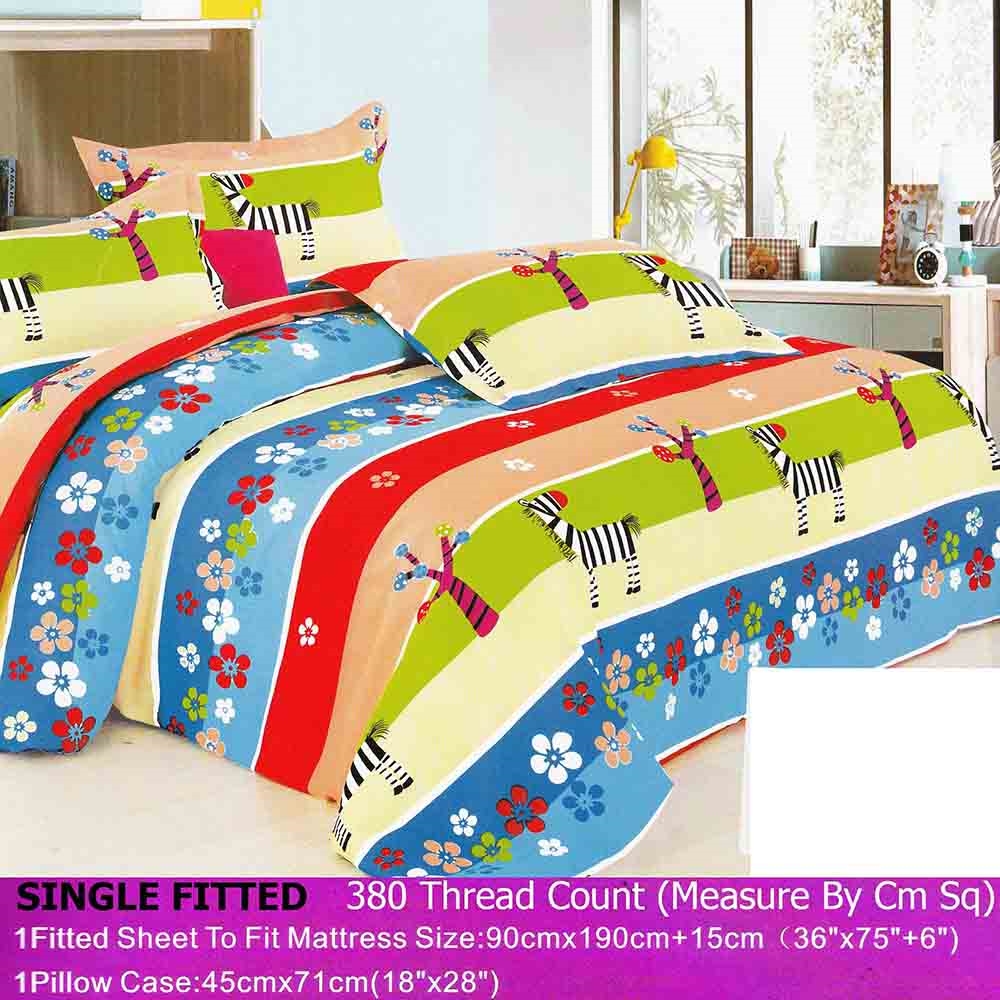 SINGLE FITTED 380 Thread Count (Measure By Cm Sq)
1Fitted Sheet To Fit Mattress Size:90cmx190cm+15cm（36"x75"+6")
1Pillow Case:45cmx71cm(18"x28")